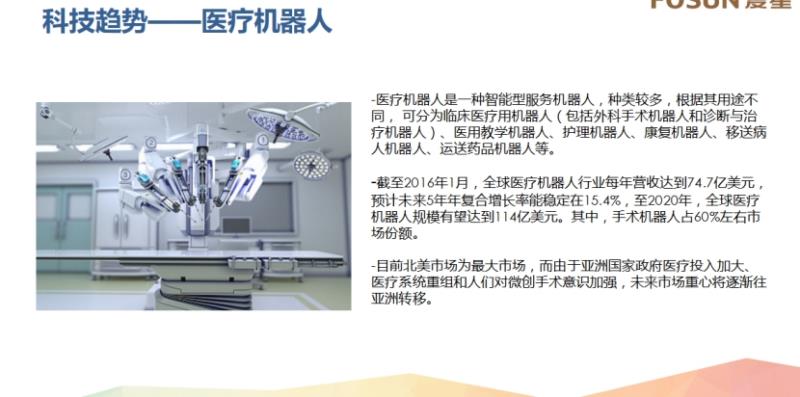 科技趋势——医疗机器人
FOSUN 复星
-医疗机器人是一种智能型服务机器人，种类较多，根据其用途不
同， 可分为临床医疗用机器人（包括外科手术机器人和诊断与治
疗机器人）、医用教学机器人、护理机器人、康复机器人、移送病
人机器人、运送药品机器人等。
-截至2016年1月，全球医疗机器人行业每年营收达到74.7亿美元，
预计未来5年年复合增长率能稳定在15.4%，至2020年，全球医疗
机器人规模有望达到114亿美元。其中，手术机器人占60%左右市
场份额。
-目前北美市场为最大市场，而由于亚洲国家政府医疗投入加大、
医疗系统重组和人们对微创手术意识加强，未来市场重心将逐渐往
亚洲转移。